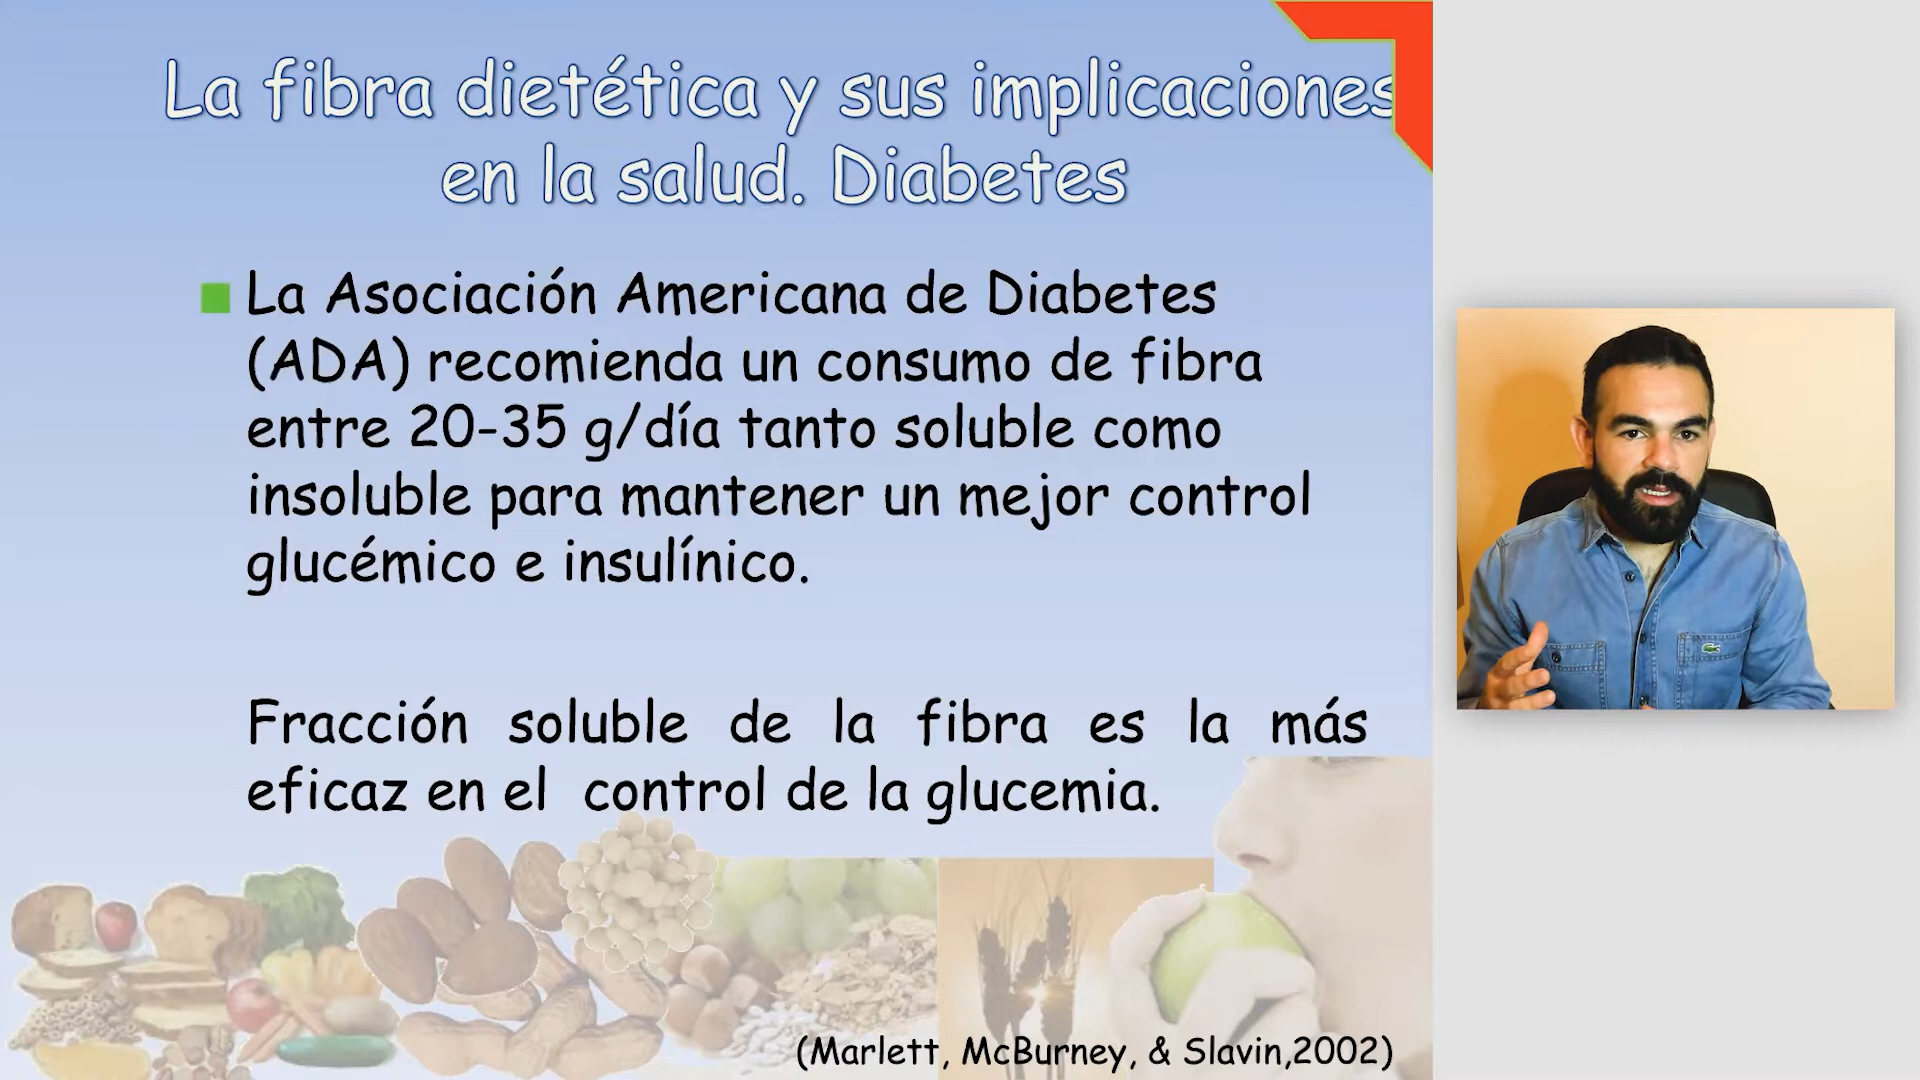 La fibra dietética y sus implicaciones
en la salud. Diabetes
La Asociación Americana de Diabetes
(ADA) recomienda un consumo de fibra
entre 20-35 g/día tanto soluble como
insoluble para mantener un mejor control
glucémico e insulínico.
Fracción soluble de la fibra es la más
eficaz en el control de la glucemia.
(Marlett, McBurney, & Slavin,2002)